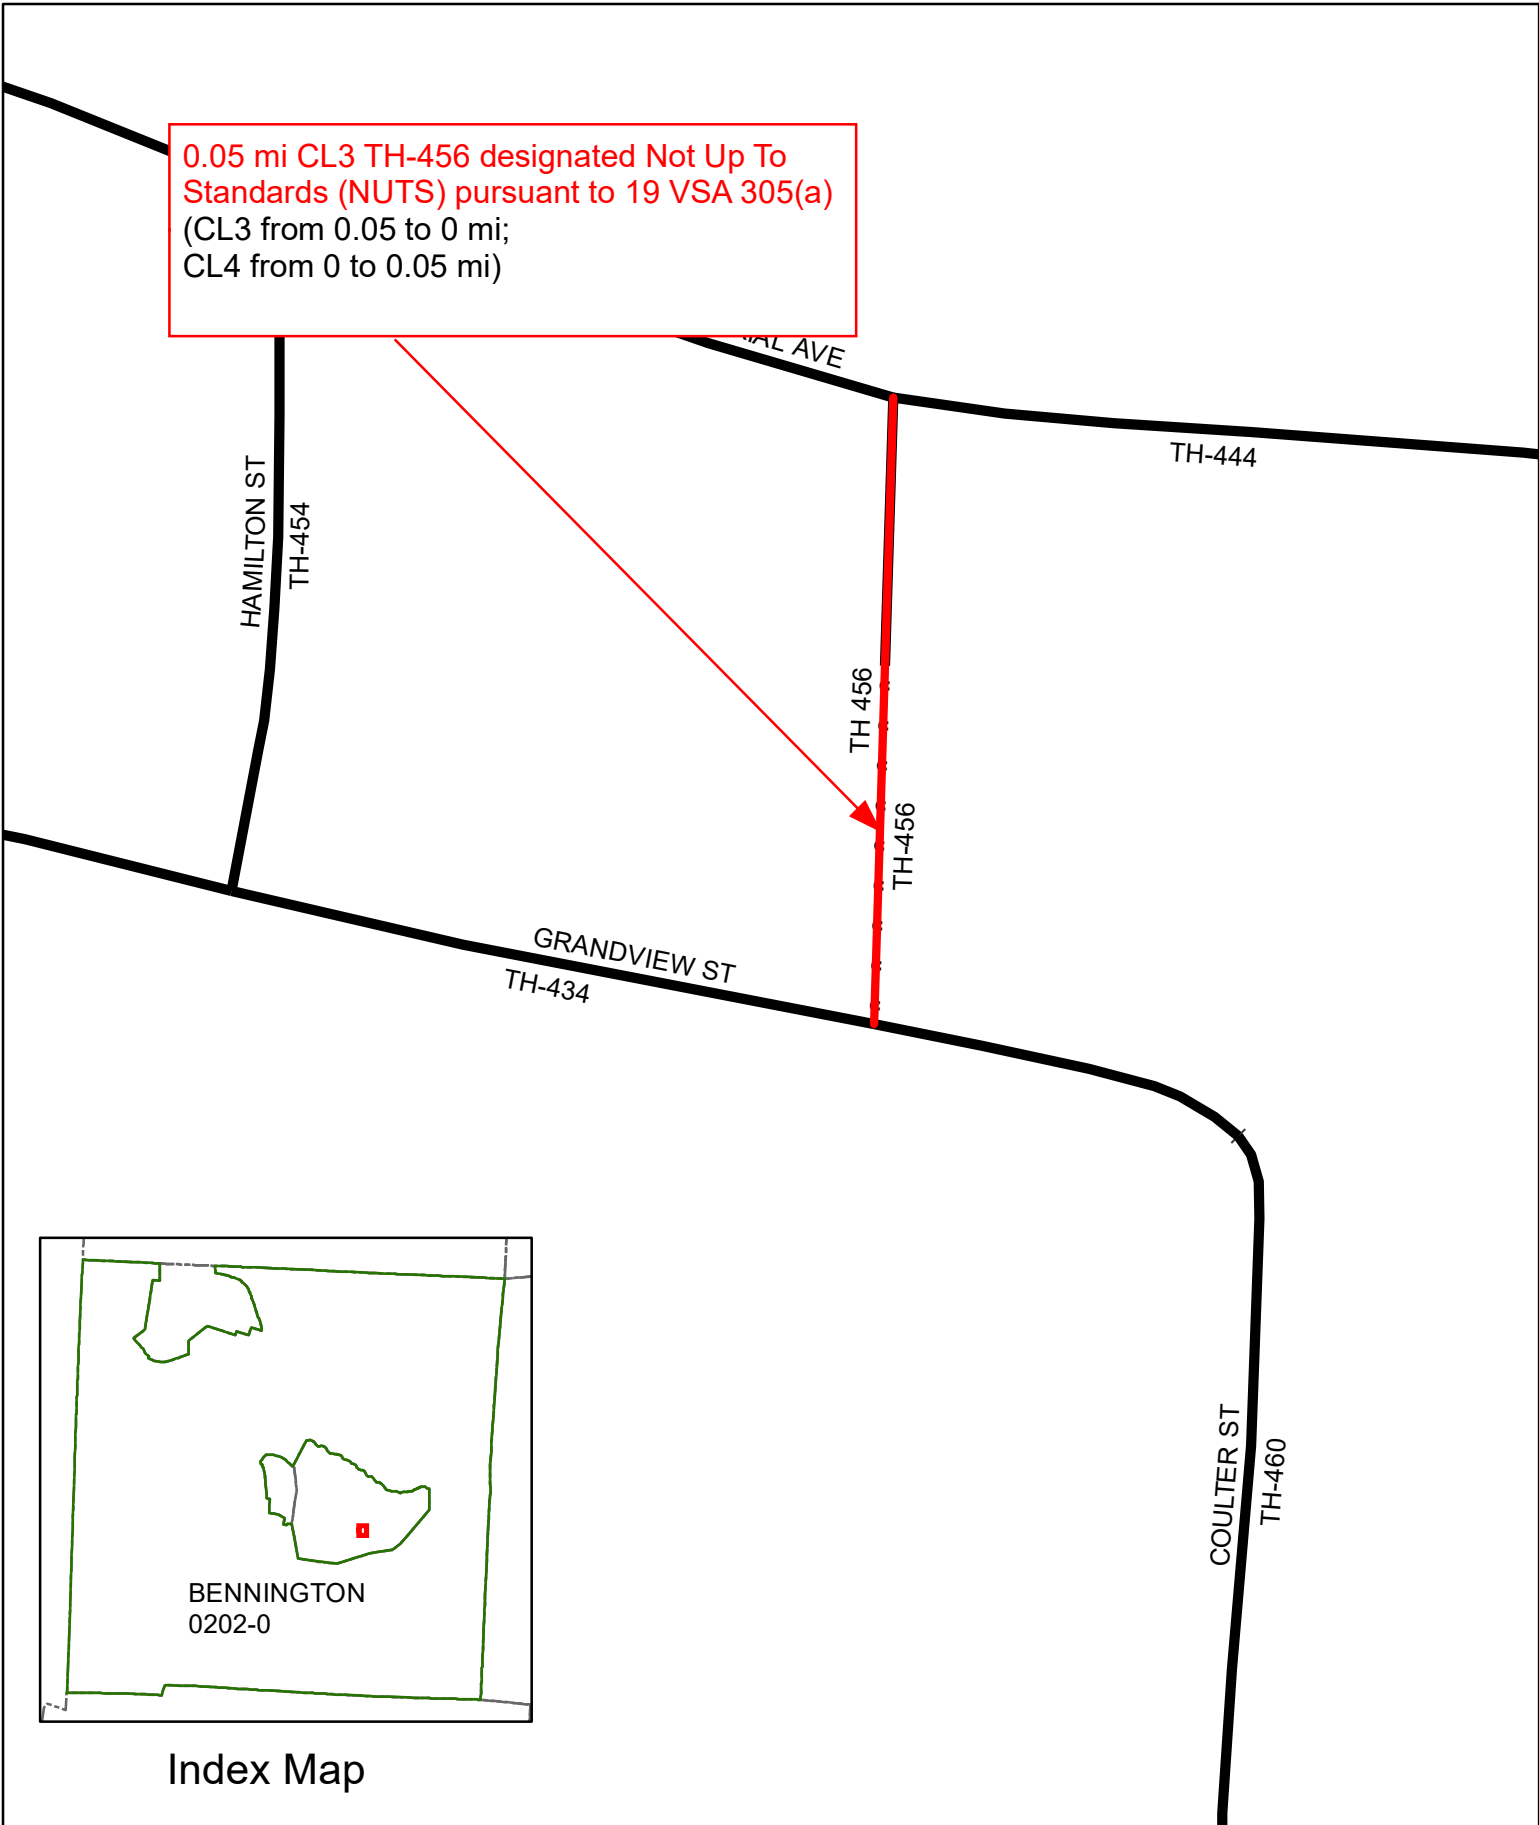 0.05 mi CL3 TH-456 designated Not Up To
Standards (NUTS) pursuant to 19 VSA 305(a)
(CL3 from 0.05 to 0 mi;
CL4 from 0 to 0.05 mi)
AVE
TH-444
HAMILTON ST
TH-454
TH 456
TH-456
GRANDVIEW ST
TH-434
COULTER ST
TH-460
BENNINGTON
0202-0
Index Map